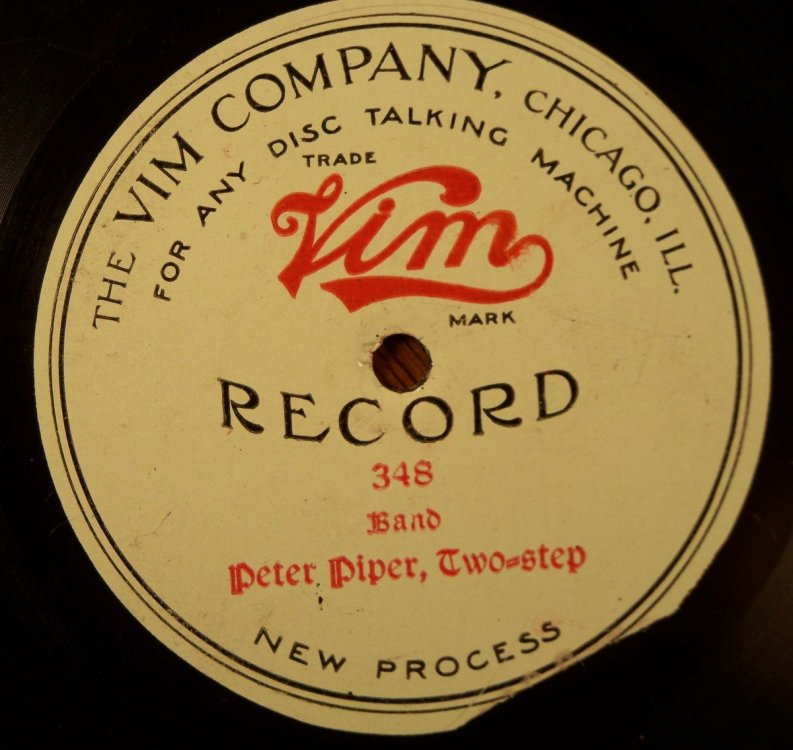 THE VIM COMPANY, CHICAGO, ILL.
FOR ANY DISC TALKING MACHINE
TRADE
Vim
MARK
RECORD
348
Band
Peter Piper, Two-step
NEW PROCESS